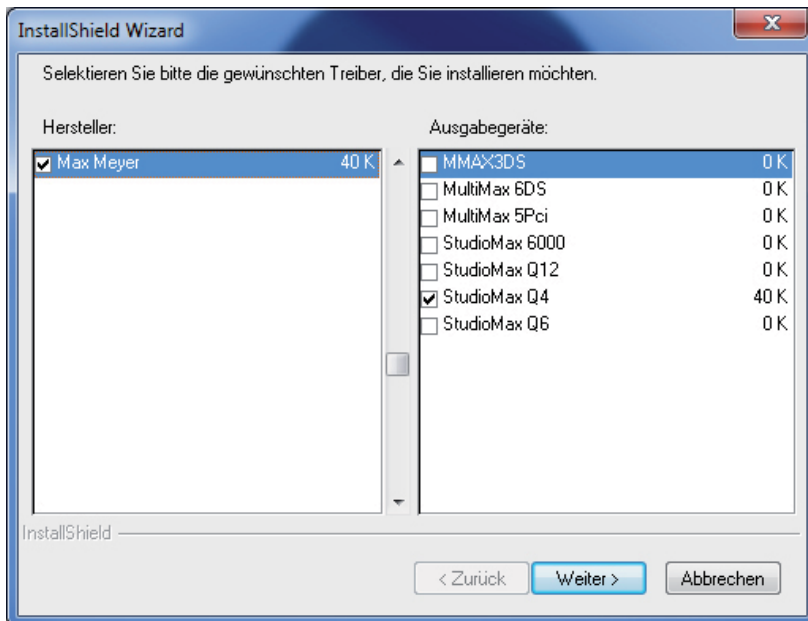 InstallShield Wizard
Selektieren Sie bitte die gewünschten Treiber, die Sie installieren möchten.
Hersteller:
Max Meyer 40 K
Ausgabegeräte:
MMAX3DS 0 K
MultiMax 6DS 0 K
MultiMax 5Pci 0 K
StudioMax 6000 0 K
StudioMax Q12 0 K
StudioMax Q4 40 K
StudioMax Q6 0 K
InstallShield
< Zurück Weiter > Abbrechen